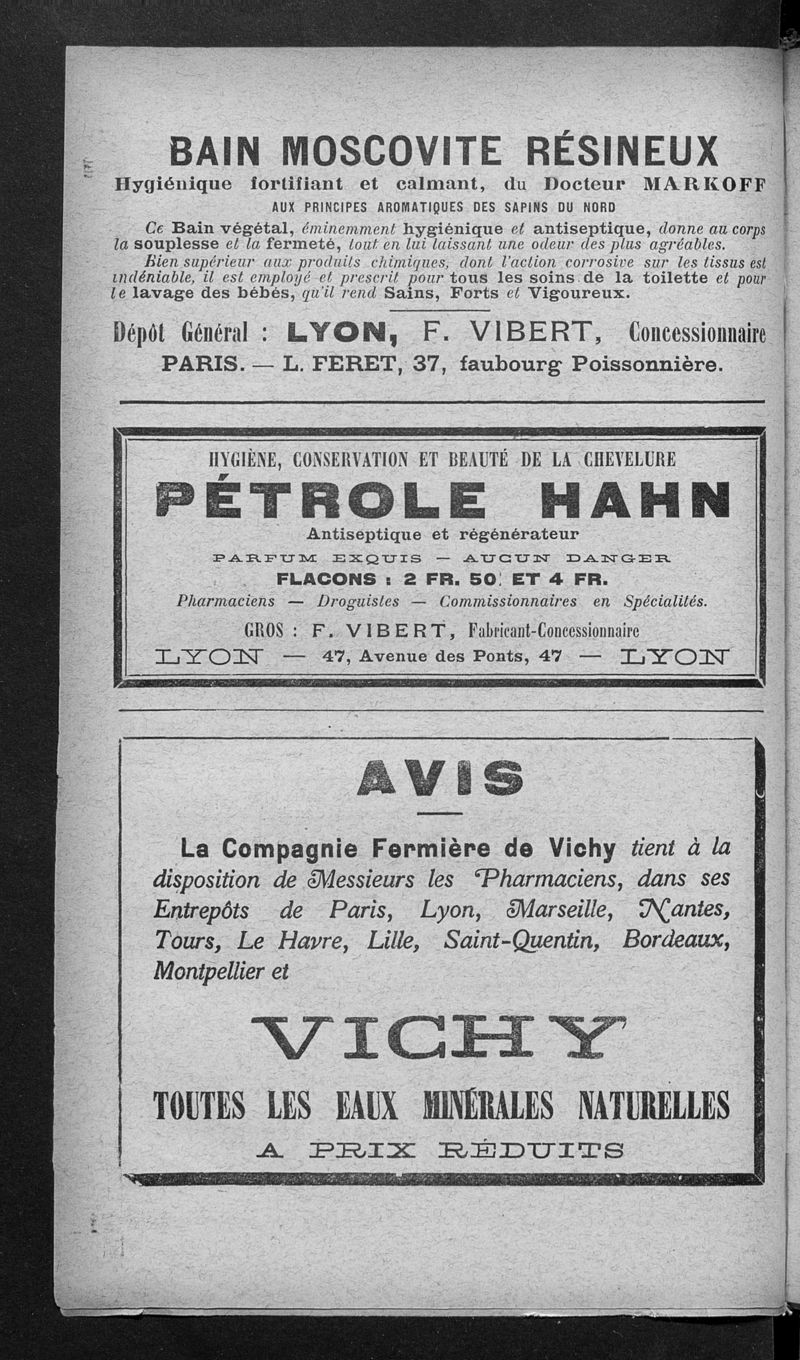 BAIN MOSCOVITE RÉSINEUX
Hygiénique fortifiant et calmant, du Docteur MARKOFF
AUX PRINCIPES AROMATIQUES DES SAPINS DU NORD
Ce Bain végétal, éminemment hygiénique et antiseptique, donne au corps
la souplesse et la fermeté, tout en lui laissant une odeur des plus agréables.
Bien supérieur aux produits chimiques, dont l'action corrosive sur les tissus est
indéniable, il est employé et prescrit pour tous les soins de la toilette et pour
le lavage des bébés, qu'il rend Sains, Forts et Vigoureux.
Dépôt Général : LYON, F. VIBERT, Concessionnaire
PARIS. — L. FERET, 37, faubourg Poissonnière.
HYGIÈNE, CONSERVATION ET BEAUTÉ DE LA CHEVELURE
PÉTROLE HAHN
Antiseptique et régénérateur
PARFUM EXQUIS — AUCUN DANGER
FLACONS : 2 FR. 50 ET 4 FR.
Pharmaciens — Droguistes — Commissionnaires en Spécialités.
GROS : F. VIBERT, Fabricant-Concessionnaire
LYON — 47, Avenue des Ponts, 47 — LYON
AVIS
La Compagnie Fermière de Vichy tient à la
disposition de Messieurs les Pharmaciens, dans ses
Entrepôts de Paris, Lyon, Marseille, Nantes,
Tours, Le Havre, Lille, Saint-Quentin, Bordeaux,
Montpellier et
VICHY
TOUTES LES EAUX MINÉRALES NATURELLES
A PRIX RÉDUITS